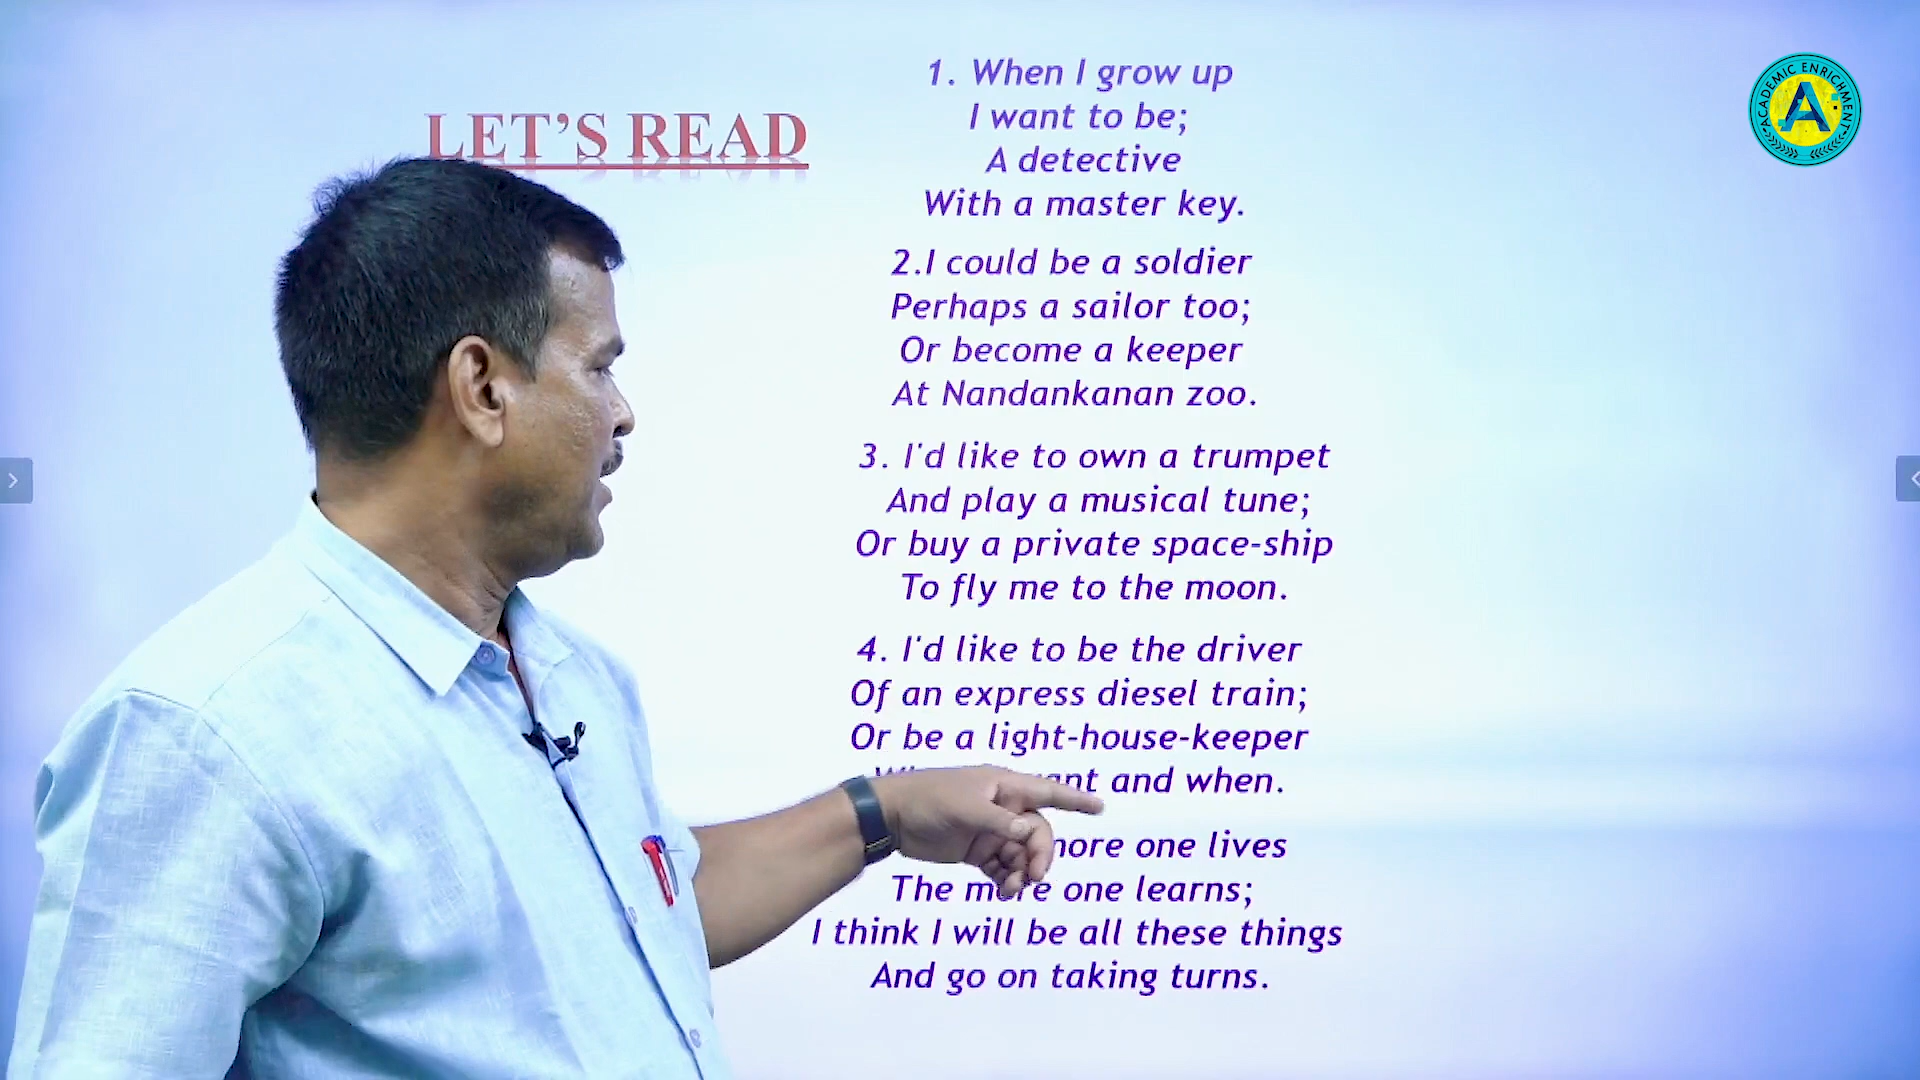 LET'S READ
1. When I grow up
I want to be;
A detective
With a master key.
2.I could be a soldier
Perhaps a sailor too;
Or become a keeper
At Nandankanan zoo.
3. I'd like to own a trumpet
And play a musical tune;
Or buy a private space-ship
To fly me to the moon.
4. I'd like to be the driver
Of an express diesel train;
Or be a light-house-keeper
and when.
one lives
The more one learns;
I think I will be all these things
And go on taking turns.
ACADEMIC ENRICHMENT
A